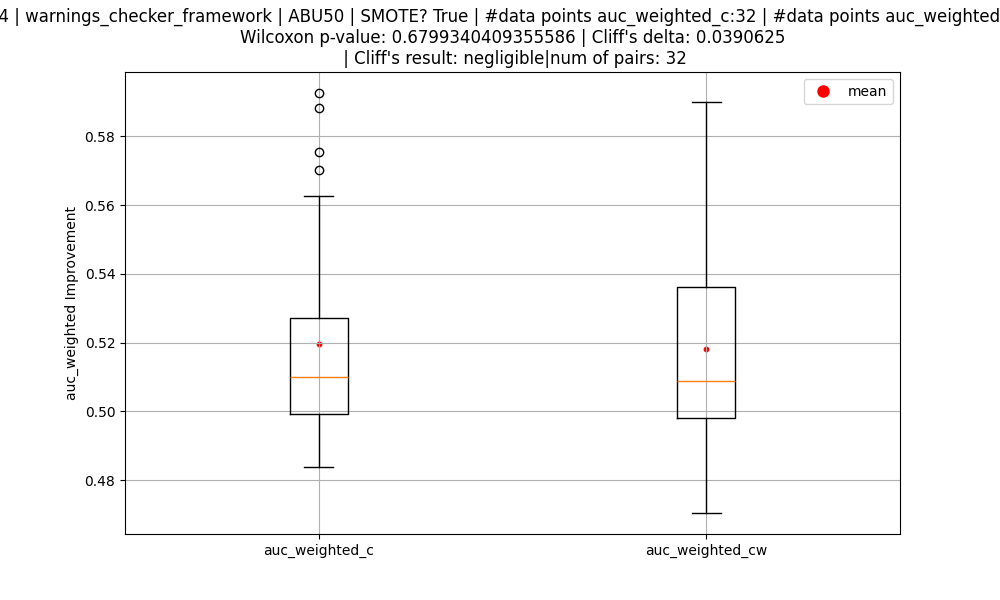 4 | warnings_checker_framework | ABU50 | SMOTE? True | #data points auc_weighted_c:32 | #data points auc_weighted
Wilcoxon p-value: 0.6799340409355586 | Cliff's delta: 0.0390625
| Cliff's result: negligible|num of pairs: 32
mean
0.58
0.56
0.54
0.52
0.50
0.48
auc_weighted Improvement
auc_weighted_c
auc_weighted_cw